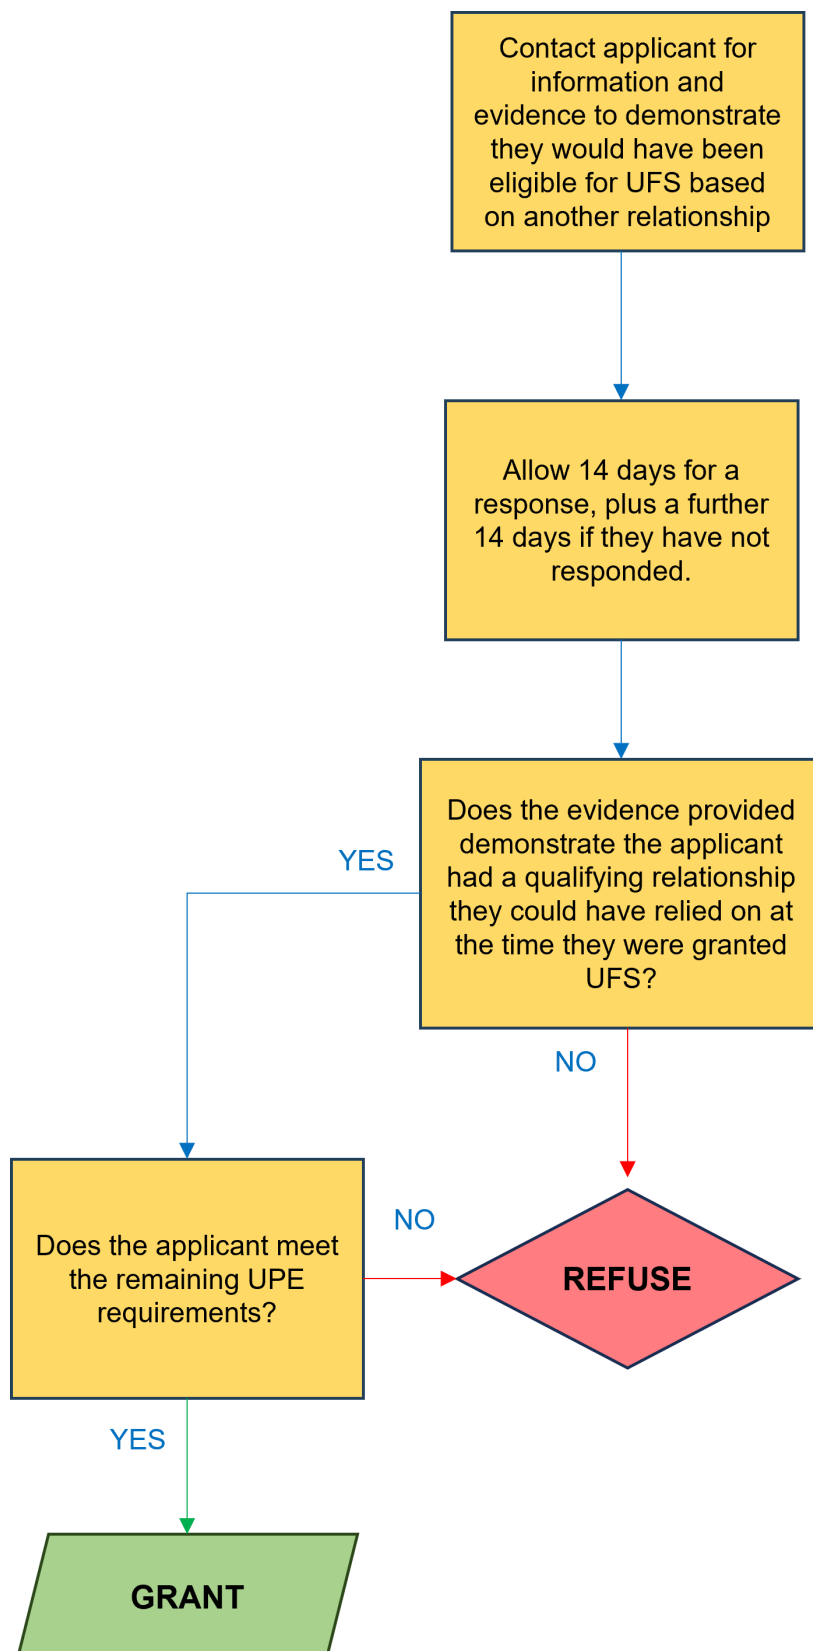 Contact applicant for
information and
evidence to demonstrate
they would have been
eligible for UFS based
on another relationship
Allow 14 days for a
response, plus a further
14 days if they have not
responded.
Does the evidence provided
demonstrate the applicant
had a qualifying relationship
they could have relied on at
the time they were granted
UFS?
YES
NO
Does the applicant meet
the remaining UPE
requirements?
NO
REFUSE
YES
GRANT